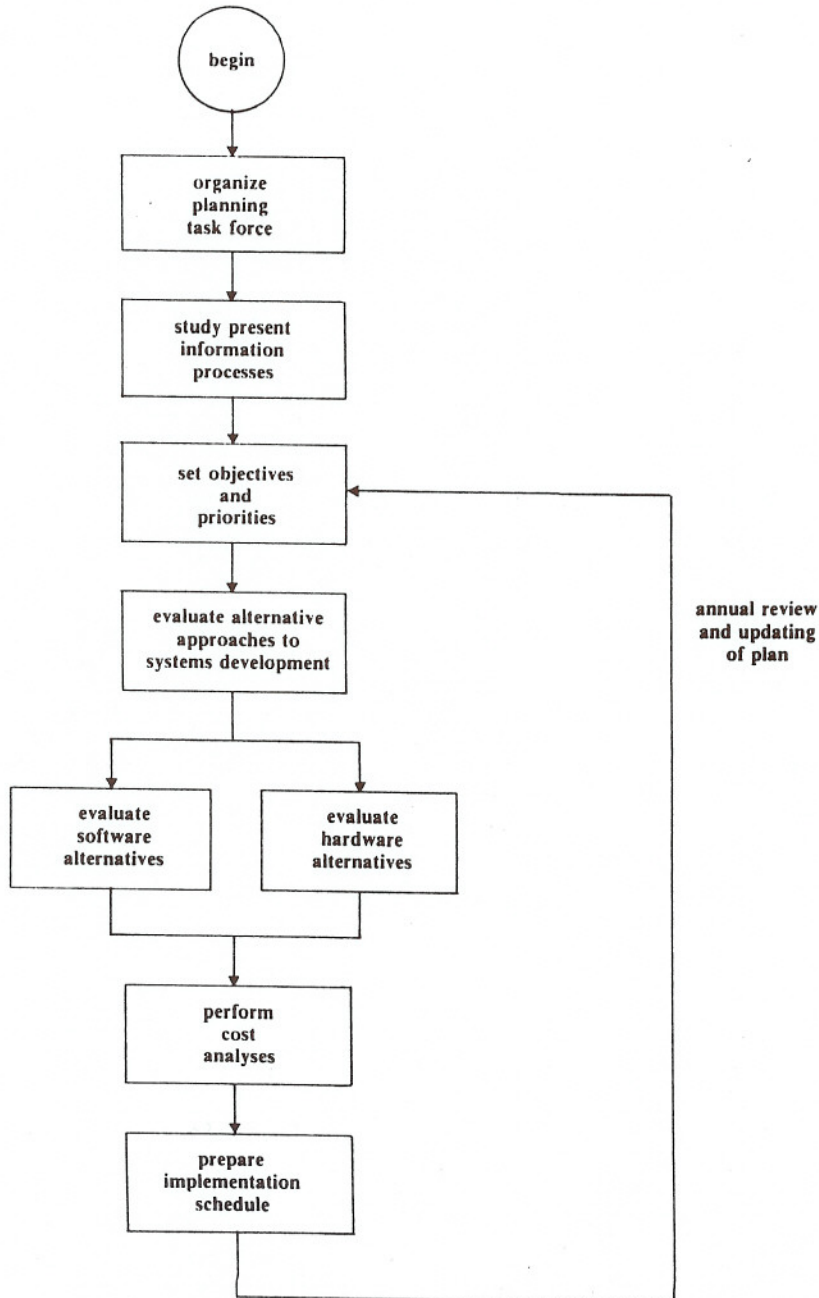 begin
organize
planning
task force
study present
information
processes
set objectives
and
priorities
annual review
and updating
of plan
evaluate alternative
approaches to
systems development
evaluate
software
alternatives
evaluate
hardware
alternatives
perform
cost
analyses
prepare
implementation
schedule